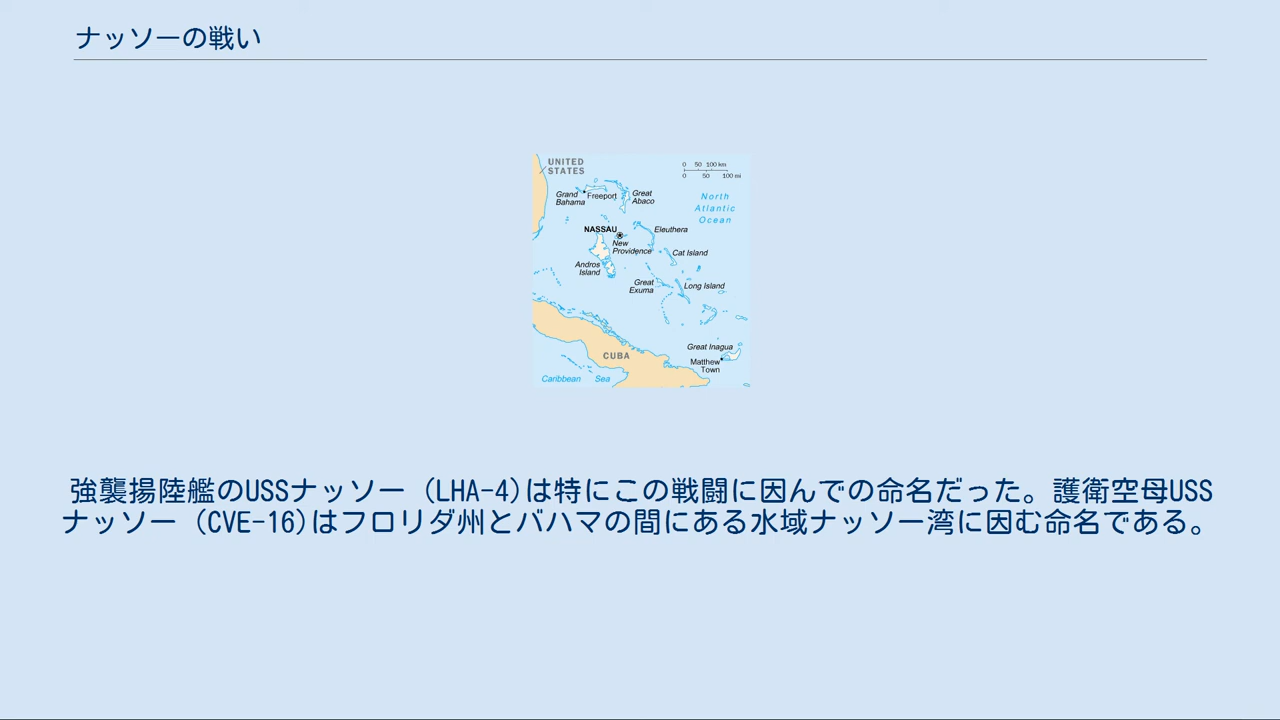 ナッソーの戦い
UNITED
STATES
0 50 100 km
0 50 100 mi
Grand
Bahama
Freeport
Great
Abaco
North
Atlantic
Ocean
NASSAU
New
Providence
Eleuthera
Cat Island
Andros
Island
Great
Exuma
Long Island
CUBA
Great Inagua
Matthew
Town
Caribbean Sea
強襲揚陸艦のUSSナッソー (LHA-4)は特にこの戦闘に因んでの命名だった。護衛空母USS
ナッソー (CVE-16)はフロリダ州とバハマの間にある水域ナッソー湾に因む命名である。